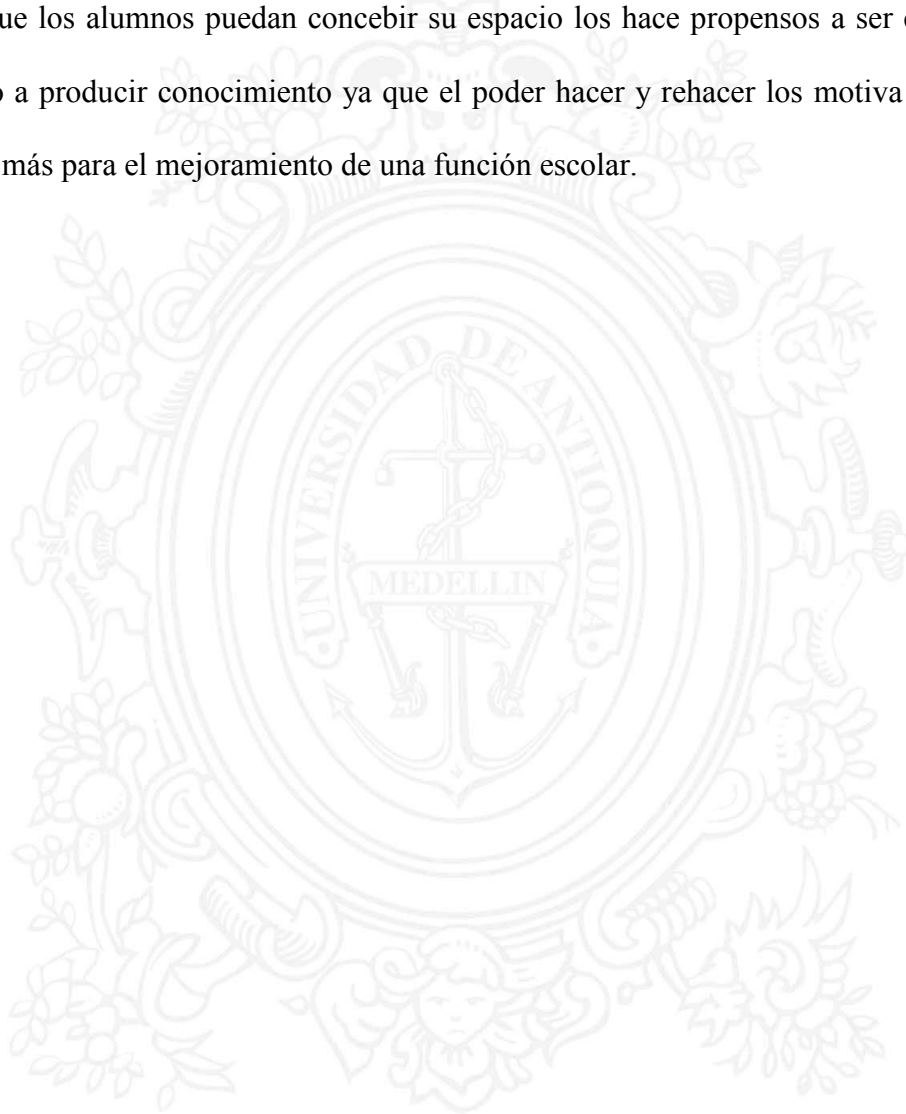 ue los alumnos puedan concebir su espacio los hace propensos a ser
o a producir conocimiento ya que el poder hacer y rehacer los motiva
más para el mejoramiento de una función escolar.
UNIVERSIDAD DE ANTIOQUIA
MEDELLIN